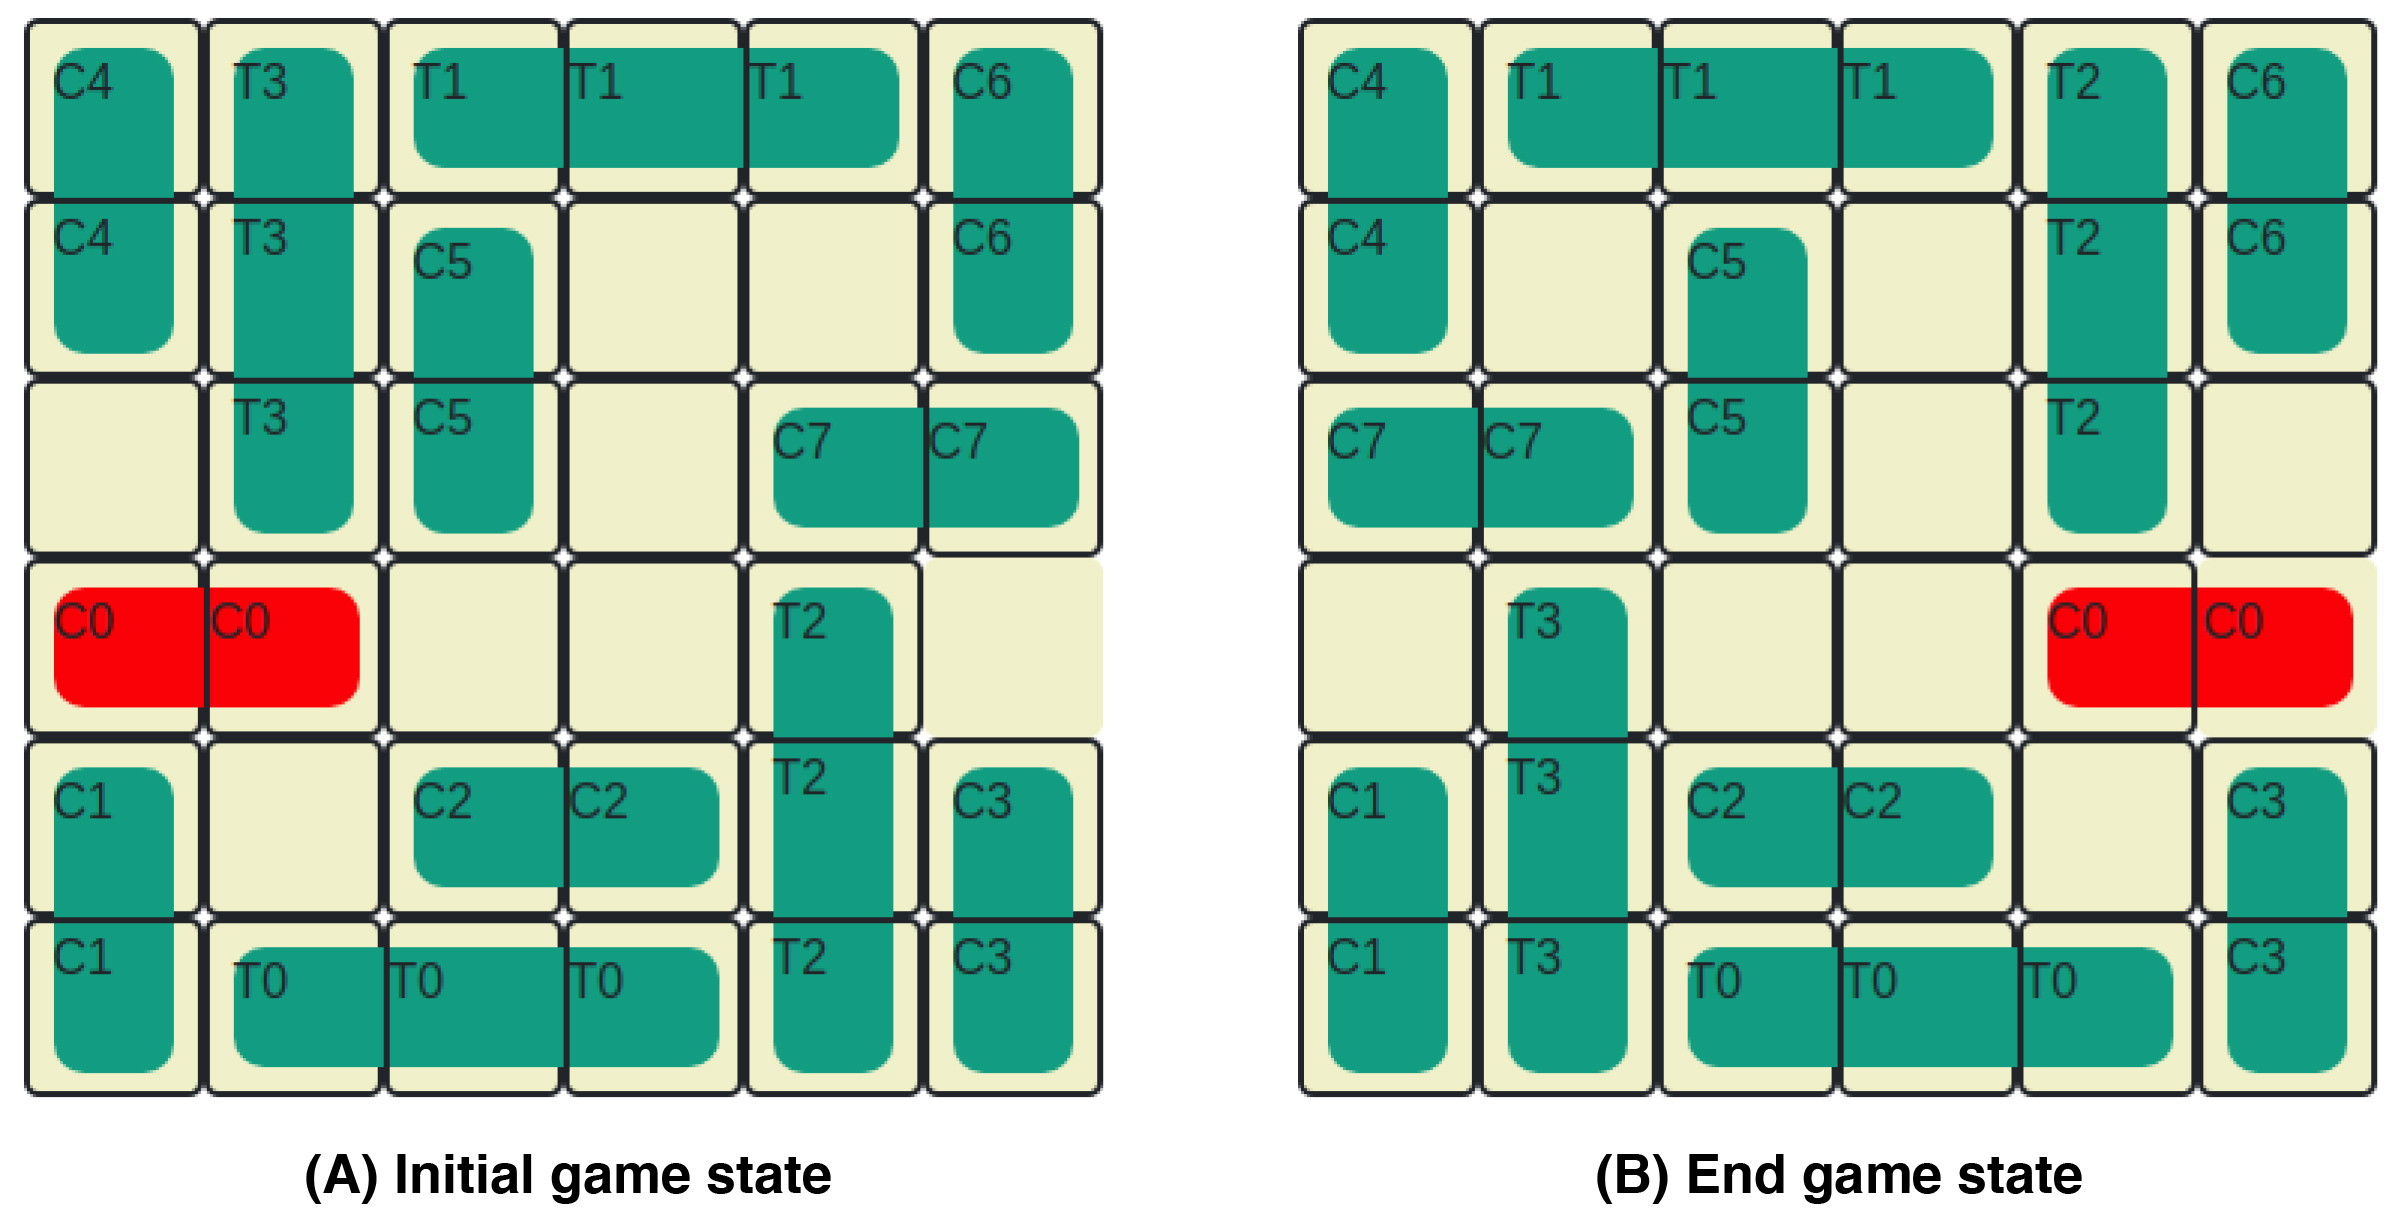 C4 T3 T1 T1 T1 C6 C4 T1 T1 T1 T2 C6
C4 T3 C5 C6 C4 C5 T2 C6
T3 C5 C7 C7 C7 C7 C5 T2
C0 C0 T2 T3 C0 C0
C1 C2 C2 T2 C3 C1 T3 C2 C2 C3
C1 T0 T0 T0 T2 C3 C1 T3 T0 T0 T0 C3
(A) Initial game state (B) End game state